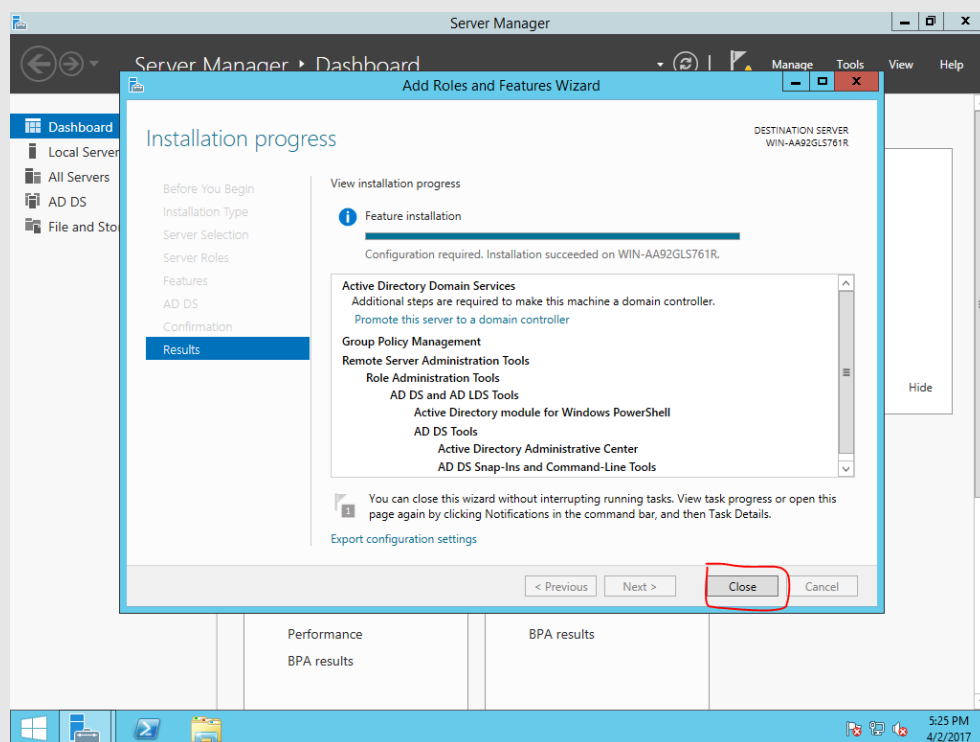 Server Manager
Server Manager ‣ Dashboard
Manage Tools View Help
Add Roles and Features Wizard
Dashboard
Local Server
All Servers
AD DS
File and Sto
Installation progress
DESTINATION SERVER
WIN-AA92GLS761R
Before You Begin
Installation Type
Server Selection
Server Roles
Features
AD DS
Confirmation
Results
View installation progress
Feature installation
Configuration required. Installation succeeded on WIN-AA92GLS761R.
Active Directory Domain Services
Additional steps are required to make this machine a domain controller.
Promote this server to a domain controller
Group Policy Management
Remote Server Administration Tools
Role Administration Tools
AD DS and AD LDS Tools
Active Directory module for Windows PowerShell
AD DS Tools
Active Directory Administrative Center
AD DS Snap-Ins and Command-Line Tools
1
You can close this wizard without interrupting running tasks. View task progress or open this
page again by clicking Notifications in the command bar, and then Task Details.
Export configuration settings
< Previous
Next >
Close
Cancel
Hide
Performance
BPA results
BPA results
5:25 PM
4/2/2017